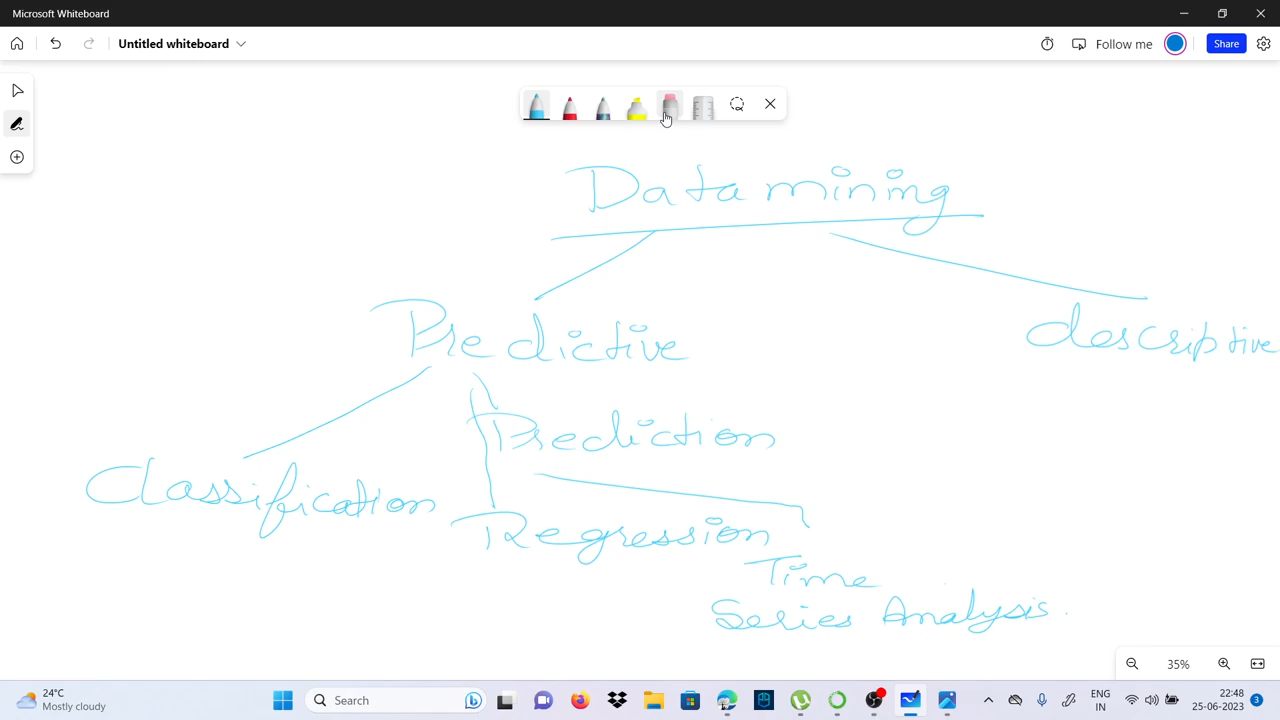 Microsoft Whiteboard
Untitled whiteboard
Follow me
Share
Data mining
Predictive
descriptive
Prediction
Classification
Regression
Time
Series Analysis.
35%
24°C
Mostly cloudy
Search
ENG
IN
22:48
25-06-2023
3